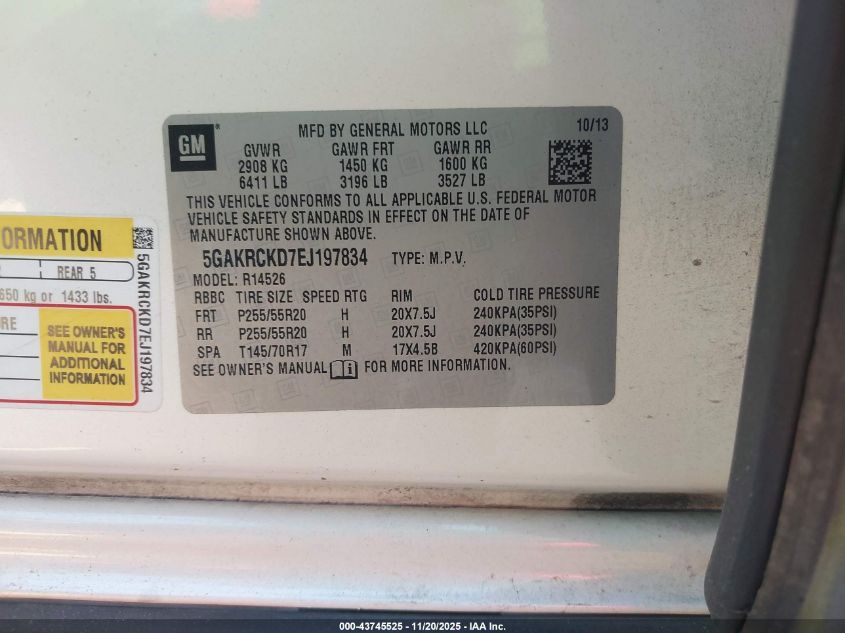 GM
MFD BY GENERAL MOTORS LLC 10/13
GVWR GAWR FRT GAWR RR
2908 KG 1450 KG 1600 KG
6411 LB 3196 LB 3527 LB
THIS VEHICLE CONFORMS TO ALL APPLICABLE U.S. FEDERAL MOTOR
VEHICLE SAFETY STANDARDS IN EFFECT ON THE DATE OF
MANUFACTURE SHOWN ABOVE.
5GAKRCKD7EJ197834 TYPE: M.P.V.
MODEL: R14526
RBBC TIRE SIZE SPEED RTG RIM COLD TIRE PRESSURE
FRT P255/55R20 H 20X7.5J 240KPA(35PSI)
RR P255/55R20 H 20X7.5J 240KPA(35PSI)
SPA T145/70R17 M 17X4.5B 420KPA(60PSI)
SEE OWNER'S MANUAL i FOR MORE INFORMATION.
ORMATION
REAR 5
650 kg or 1433 lbs.
SEE OWNER'S
MANUAL FOR
ADDITIONAL
INFORMATION
5GAKRCKD7EJ197834
000-43745525 - 11/20/2025 - IAA Inc.